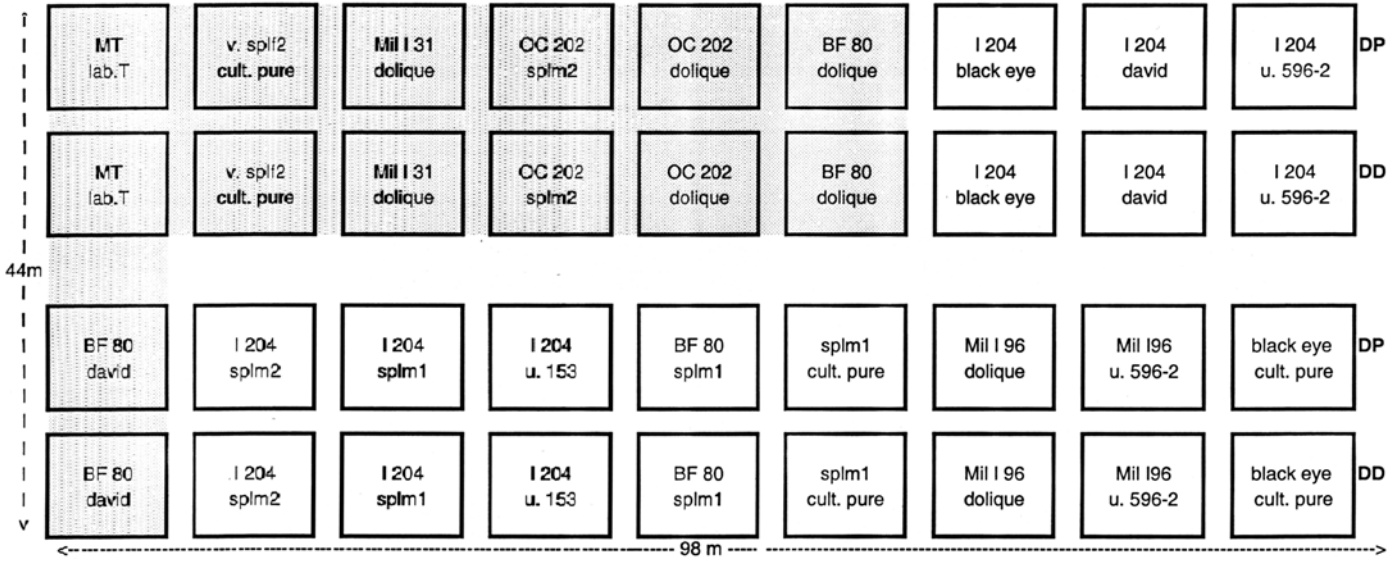 MT v. splf2 Mil I 31 OC 202 OC 202 BF 80 I 204 I 204 I 204 DP
lab.T cult. pure dolique splm2 dolique dolique black eye david u. 596-2
MT v. splf2 Mil I 31 OC 202 OC 202 BF 80 I 204 I 204 I 204 DD
lab.T cult. pure dolique splm2 dolique dolique black eye david u. 596-2
44m
BF 80 I 204 I 204 I 204 BF 80 splm1 Mil I 96 Mil I96 black eye DP
david splm2 splm1 u. 153 splm1 cult. pure dolique u. 596-2 cult. pure
BF 80 I 204 I 204 I 204 BF 80 splm1 Mil I 96 Mil I96 black eye DD
david splm2 splm1 u. 153 splm1 cult. pure dolique u. 596-2 cult. pure
98 m